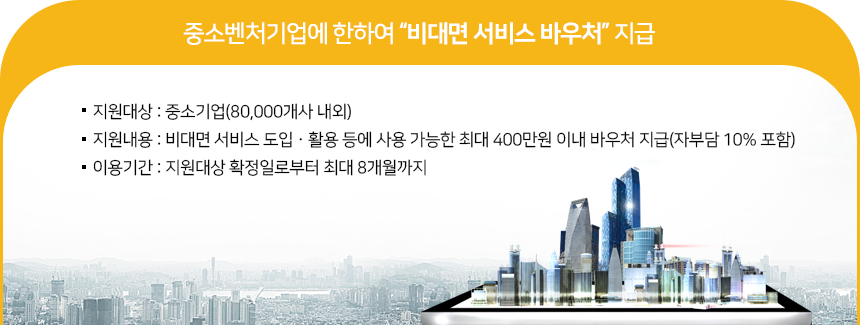 중소벤처기업에 한하여 “비대면 서비스 바우처” 지급
▪ 지원대상 : 중소기업(80,000개사 내외)
▪ 지원내용 : 비대면 서비스 도입 · 활용 등에 사용 가능한 최대 400만원 이내 바우처 지급(자부담 10% 포함)
▪ 이용기간 : 지원대상 확정일로부터 최대 8개월까지